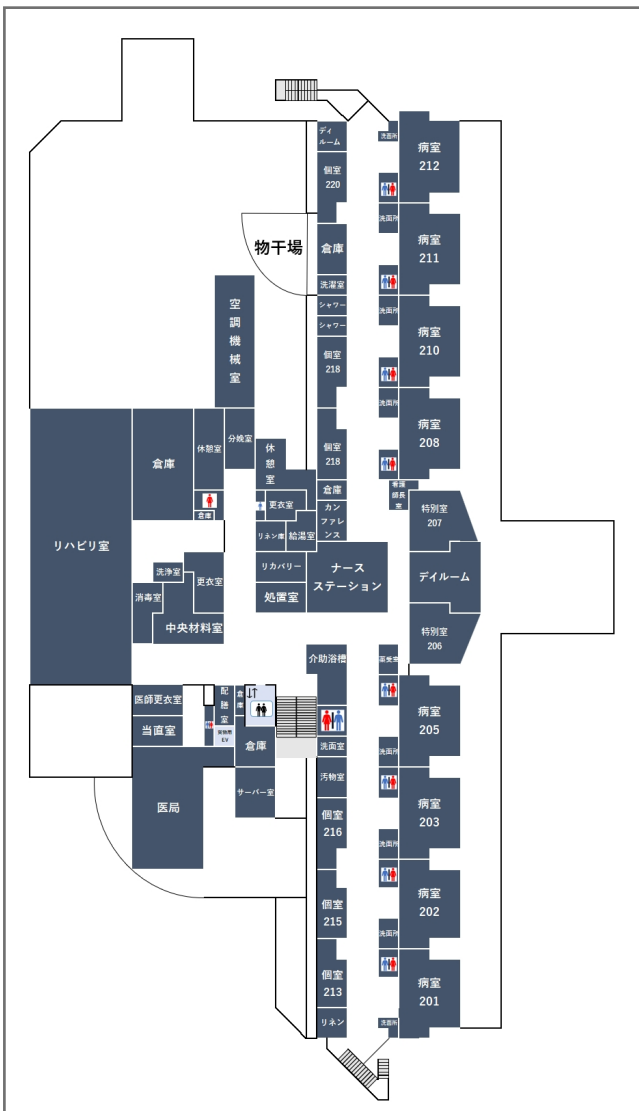 ディ
ルーム
洗面所
病室
212
個室
220
洗面所
病室
211
物干場
倉庫
洗濯室
シャワー
シャワー
洗面所
病室
210
空
調
機
械
室
個室
218
洗面所
病室
208
倉庫
休憩室
分娩室
休
憩
室
個室
218
倉庫
看護
師長
室
倉庫
更衣室
カン
ファレ
ンス
特別室
207
リハビリ室
リネン庫
給湯室
洗浄室
更衣室
リカバリー
ナース
ステーション
デイルーム
消毒室
処置室
中央材料室
特別室
206
介助浴槽
医師更衣室
配
膳
室
倉
庫
病室
205
当直室
EV
倉庫
洗面室
洗面所
医局
サーバー室
汚物室
病室
203
個室
216
洗面所
病室
202
個室
215
洗面所
個室
213
病室
201
リネン
洗面所